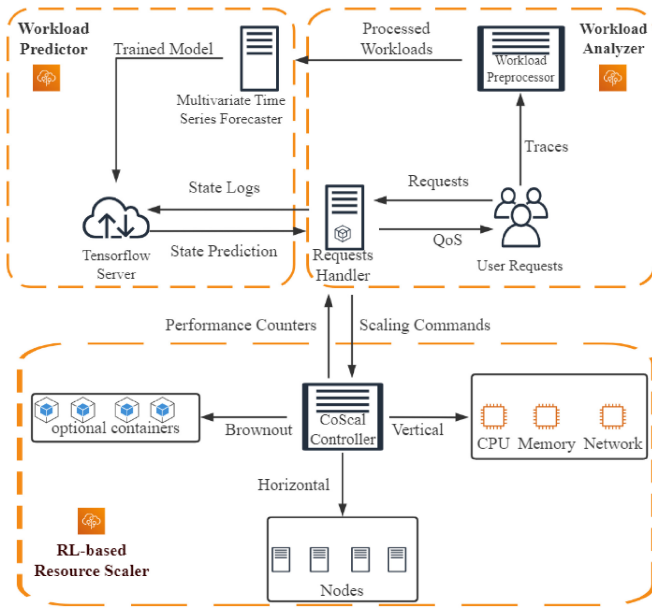 Workload
Predictor
Trained Model
Multivariate Time
Series Forecaster
Processed
Workloads
Workload
Preprocessor
Workload
Analyzer
Traces
State Logs
Requests
Tensorflow
Server
State Prediction
Requests
Handler
QoS
User Requests
Performance Counters
Scaling Commands
optional containers
Brownout
CoScal
Controller
Vertical
CPU Memory Network
Horizontal
RL-based
Resource Scaler
Nodes